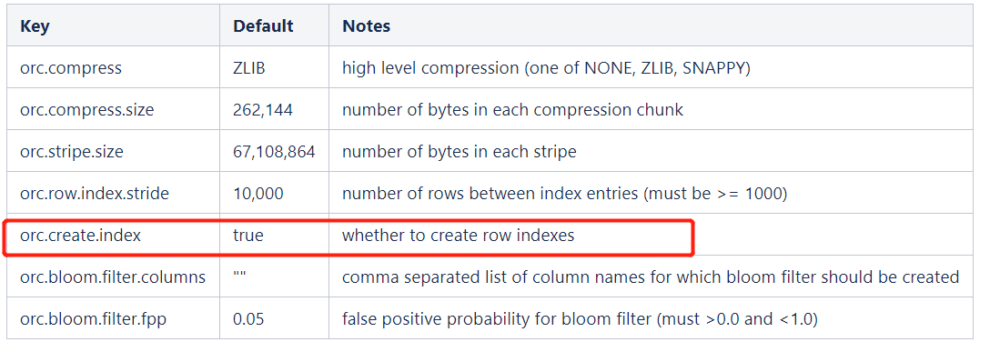 Key Default Notes
orc.compress ZLIB high level compression (one of NONE, ZLIB, SNAPPY)
orc.compress.size 262,144 number of bytes in each compression chunk
orc.stripe.size 67,108,864 number of bytes in each stripe
orc.row.index.stride 10,000 number of rows between index entries (must be >= 1000)
orc.create.index true whether to create row indexes
orc.bloom.filter.columns "" comma separated list of column names for which bloom filter should be created
orc.bloom.filter.fpp 0.05 false positive probability for bloom filter (must >0.0 and <1.0)